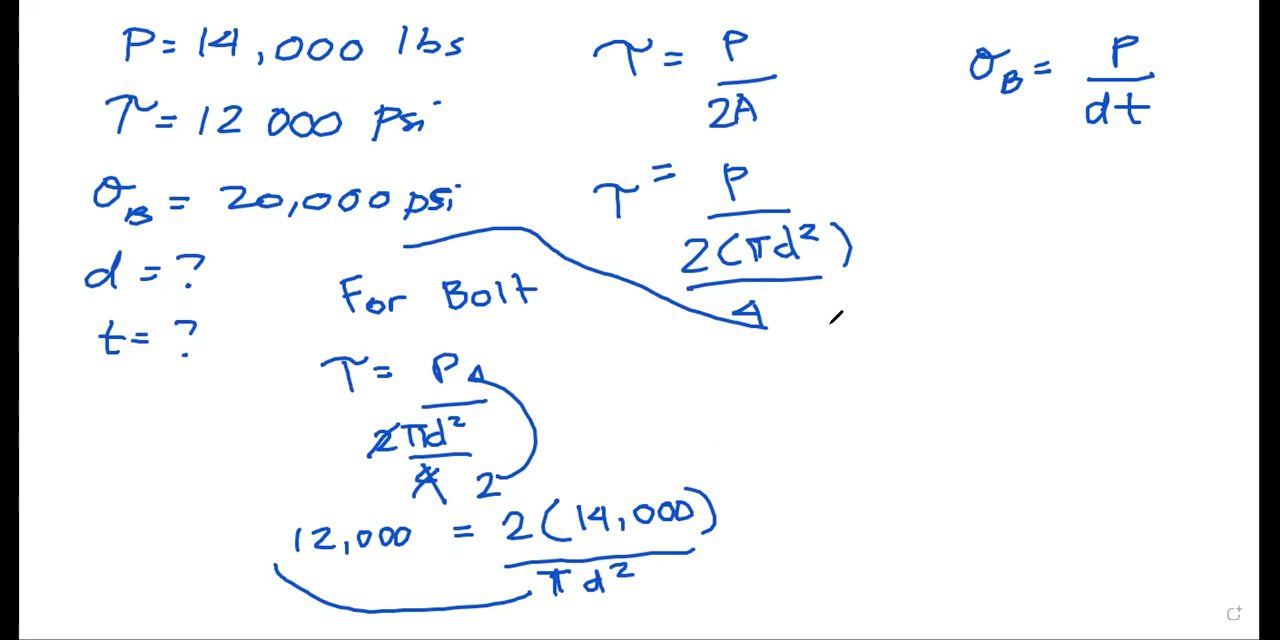 P = 14,000 lbs
τ = 12 000 psi
σB = 20,000 psi
d = ?
t = ?
τ = P
2A
τ = P
2(πd²)
4
σB = P
dt
For Bolt
τ = P4
2πd²
4 2
12,000 = 2(14,000)
πd²